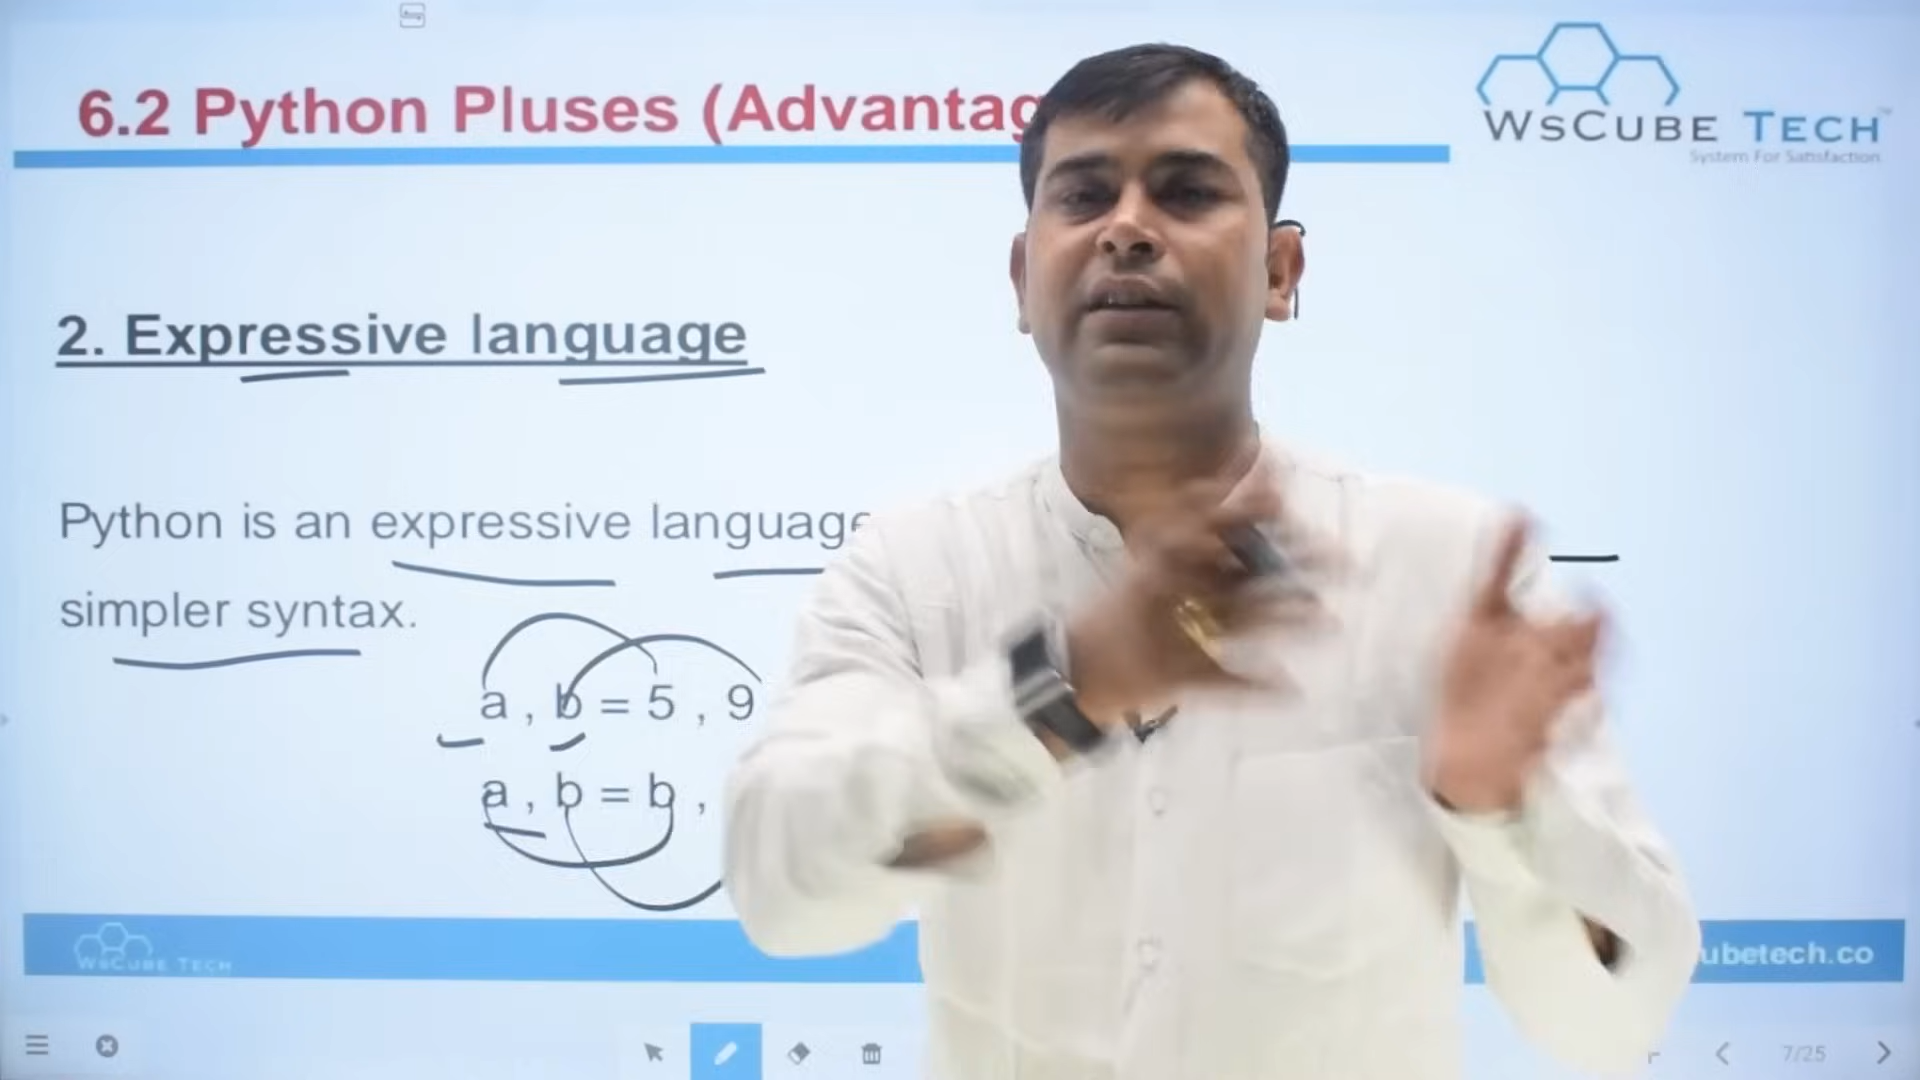 6.2 Python Pluses (Advantag
WSCUBE TECH
System For Satisfaction
2. Expressive language
Python is an expressive language
simpler syntax.
a , b = 5 , 9
a , b = b ,
WSCUBE TECH
ubetech.co
7/25